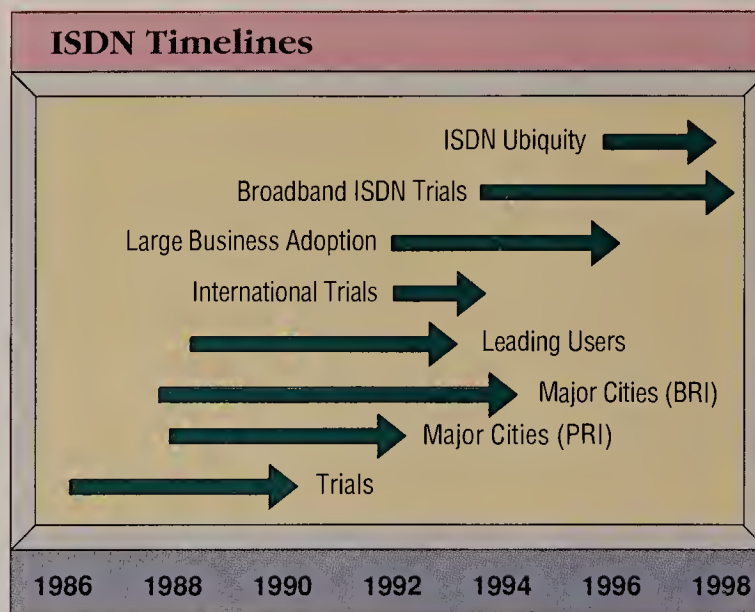 ISDN Timelines
ISDN Ubiquity
Broadband ISDN Trials
Large Business Adoption
International Trials
Leading Users
Major Cities (BRI)
Major Cities (PRI)
Trials
1986 1988 1990 1992 1994 1996 1998